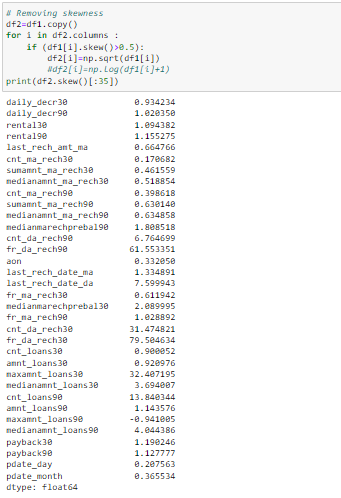 # Removing skewness
df2=df1.copy()
for i in df2.columns :
    if (df1[i].skew()>0.5):
        df2[i]=np.sqrt(df1[i])
        #df2[i]=np.log(df1[i]+1)
print(df2.skew()[:35])
daily_decr30 0.934234
daily_decr90 1.020350
rental30 1.094382
rental90 1.155275
last_rech_amt_ma 0.664766
cnt_ma_rech30 0.170682
sumamnt_ma_rech30 0.461559
medianamnt_ma_rech30 0.518854
cnt_ma_rech90 0.398618
sumamnt_ma_rech90 0.630140
medianamnt_ma_rech90 0.634858
medianmarechprebal90 1.808518
cnt_da_rech90 6.764699
fr_da_rech90 61.553351
aon 0.332050
last_rech_date_ma 1.334891
last_rech_date_da 7.599943
fr_ma_rech30 0.611942
medianmarechprebal30 2.089995
fr_ma_rech90 1.028892
cnt_da_rech30 31.474821
fr_da_rech30 79.504634
cnt_loans30 0.900052
amnt_loans30 0.920976
maxamnt_loans30 32.407195
medianamnt_loans30 3.694007
cnt_loans90 13.840344
amnt_loans90 1.143576
maxamnt_loans90 -0.941005
medianamnt_loans90 4.044386
payback30 1.190246
payback90 1.127777
pdate_day 0.207563
pdate_month 0.365534
dtype: float64